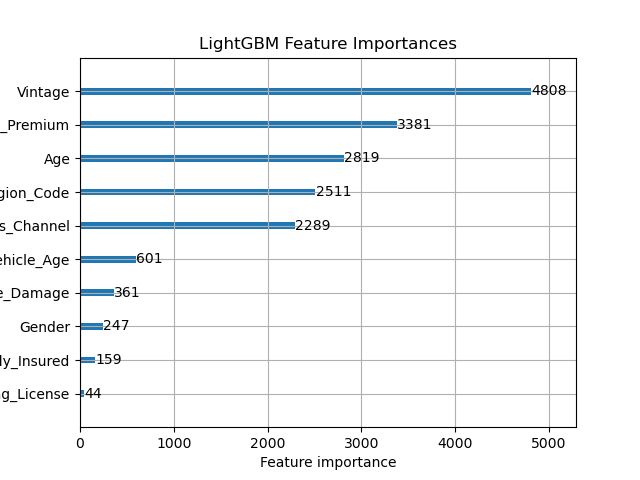 LightGBM Feature Importances
Vintage 4808
_Premium 3381
Age 2819
gion_Code 2511
s_Channel 2289
ehicle_Age 601
e_Damage 361
Gender 247
ly_Insured 159
g_License 44
0 1000 2000 3000 4000 5000
Feature importance